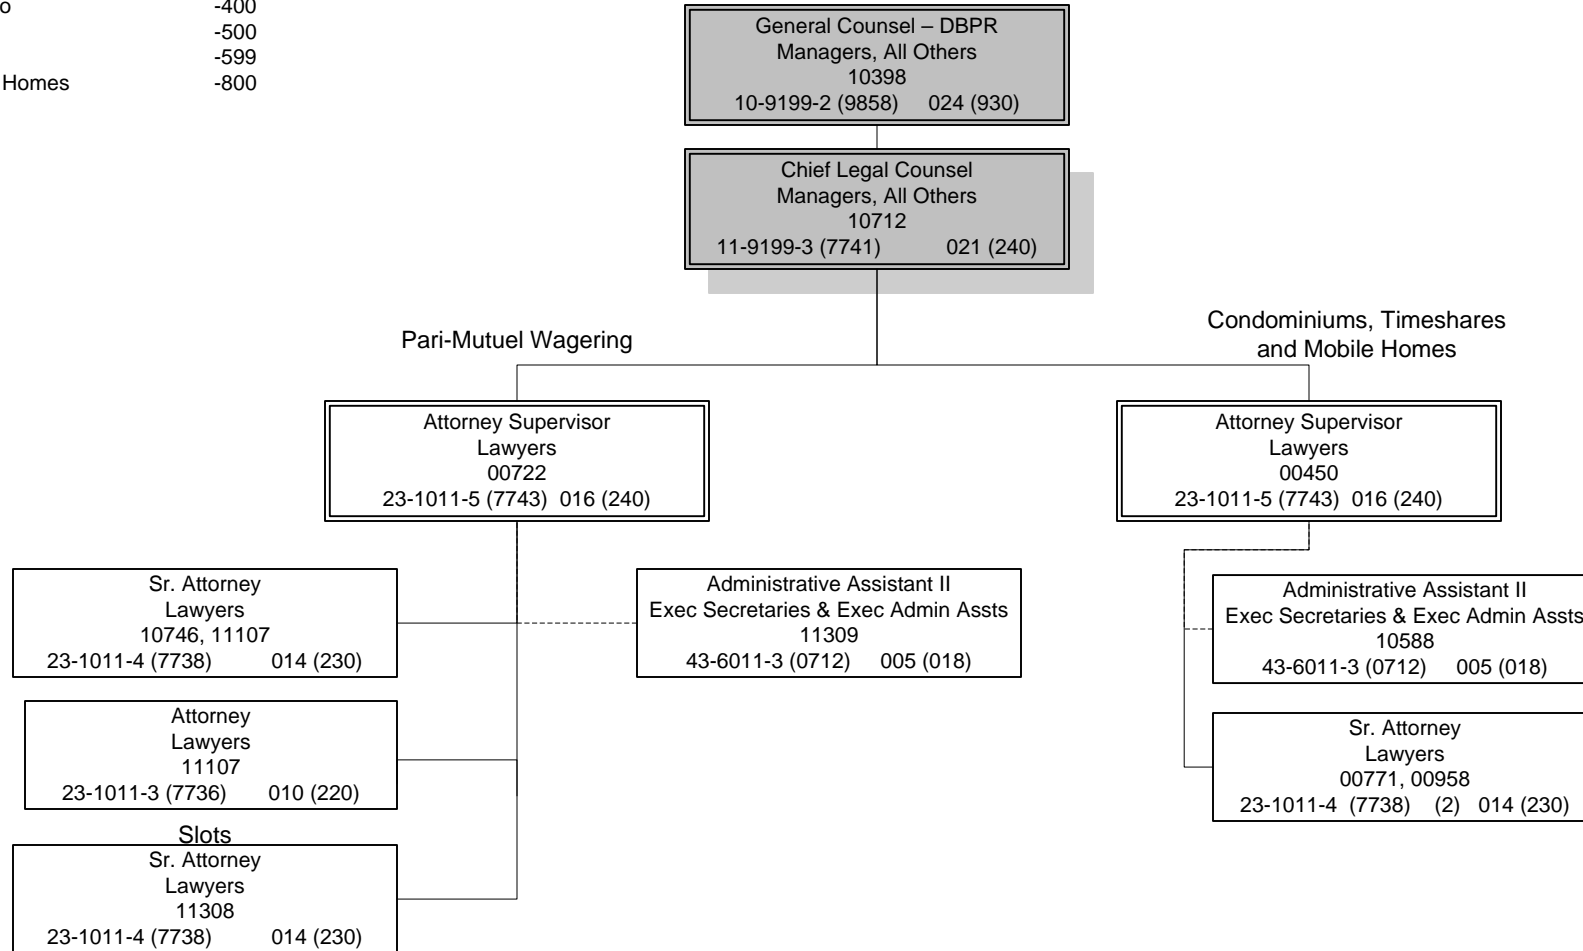 o -400
-500
-599
Homes -800
General Counsel – DBPR
Managers, All Others
10398
10-9199-2 (9858) 024 (930)
Chief Legal Counsel
Managers, All Others
10712
11-9199-3 (7741) 021 (240)
Pari-Mutuel Wagering
Condominiums, Timeshares
and Mobile Homes
Attorney Supervisor
Lawyers
00722
23-1011-5 (7743) 016 (240)
Attorney Supervisor
Lawyers
00450
23-1011-5 (7743) 016 (240)
Sr. Attorney
Lawyers
10746, 11107
23-1011-4 (7738) 014 (230)
Administrative Assistant II
Exec Secretaries & Exec Admin Assts
11309
43-6011-3 (0712) 005 (018)
Administrative Assistant II
Exec Secretaries & Exec Admin Assts
10588
43-6011-3 (0712) 005 (018)
Attorney
Lawyers
11107
23-1011-3 (7736) 010 (220)
Sr. Attorney
Lawyers
00771, 00958
23-1011-4 (7738) (2) 014 (230)
Slots
Sr. Attorney
Lawyers
11308
23-1011-4 (7738) 014 (230)